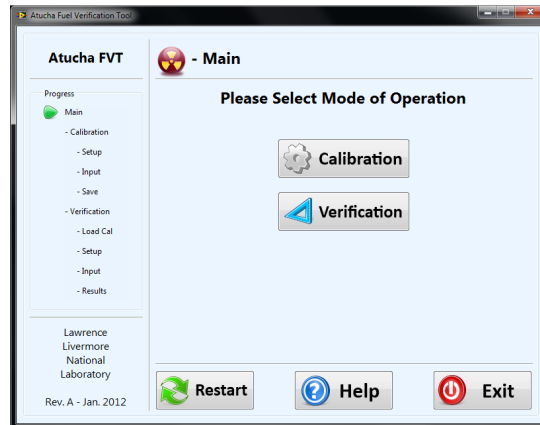 Atucha Fuel Verification Tool
Atucha FVT
- Main
Progress
Main
- Calibration
- Setup
- Input
- Save
- Verification
- Load Cal
- Setup
- Input
- Results
Lawrence
Livermore
National
Laboratory
Rev. A - Jan. 2012
Please Select Mode of Operation
Calibration
Verification
Restart
Help
Exit